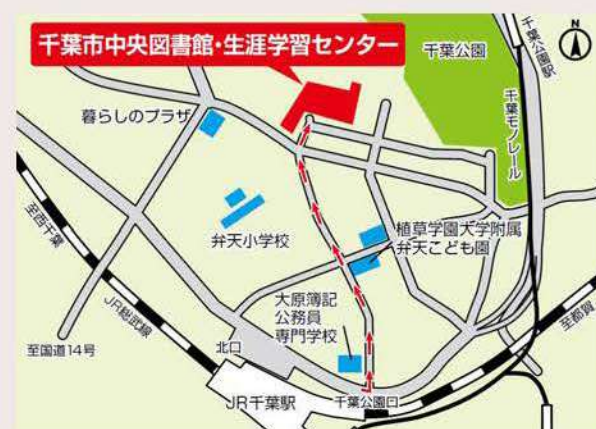 千葉市中央図書館・生涯学習センター
N
千葉公園
千葉公園駅
千葉モノレール
暮らしのプラザ
弁天小学校
植草学園大学附属
弁天こども園
至西千葉
JR総武線
大原簿記
公務員
専門学校
至都賀
至国道14号
北口
JR千葉駅
千葉公園口